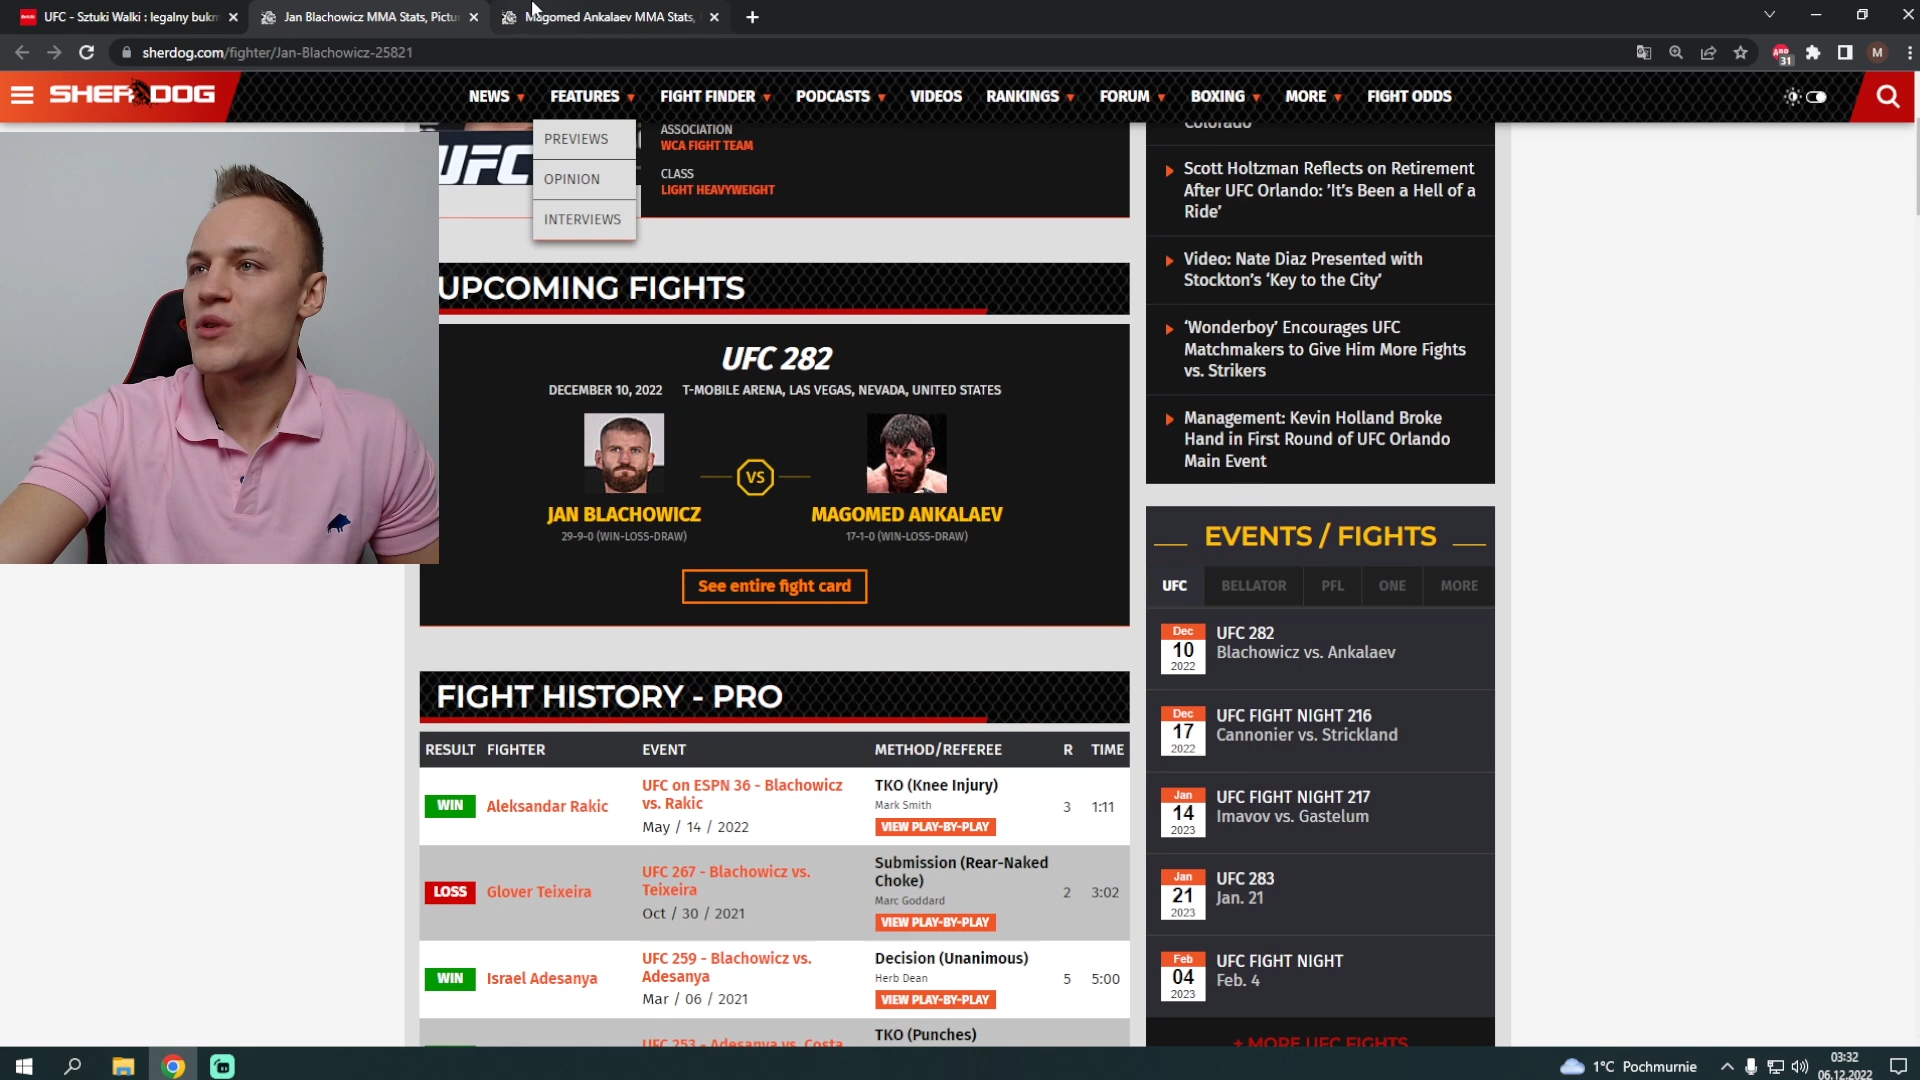 UFC - Sztuki Walki : legalny bukn
Jan Blachowicz MMA Stats, Pictu
Magomed Ankalaev MMA Stats,
sherdog.com/fighter/Jan-Blachowicz-25821
ABP
31
M
SHERDOG
NEWS
FEATURES
FIGHT FINDER
PODCASTS
VIDEOS
RANKINGS
FORUM
BOXING
MORE
FIGHT ODDS
PREVIEWS
OPINION
INTERVIEWS
UFC
ASSOCIATION
WCA FIGHT TEAM
CLASS
LIGHT HEAVYWEIGHT
UPCOMING FIGHTS
UFC 282
DECEMBER 10, 2022 T-MOBILE ARENA, LAS VEGAS, NEVADA, UNITED STATES
VS
JAN BLACHOWICZ
29-9-0 (WIN-LOSS-DRAW)
MAGOMED ANKALAEV
17-1-0 (WIN-LOSS-DRAW)
See entire fight card
FIGHT HISTORY - PRO
RESULT FIGHTER EVENT METHOD/REFEREE R TIME
WIN Aleksandar Rakic
UFC on ESPN 36 - Blachowicz
vs. Rakic
May / 14 / 2022
TKO (Knee Injury)
Mark Smith
VIEW PLAY-BY-PLAY
3 1:11
LOSS Glover Teixeira
UFC 267 - Blachowicz vs.
Teixeira
Oct / 30 / 2021
Submission (Rear-Naked
Choke)
Marc Goddard
VIEW PLAY-BY-PLAY
2 3:02
WIN Israel Adesanya
UFC 259 - Blachowicz vs.
Adesanya
Mar / 06 / 2021
Decision (Unanimous)
Herb Dean
VIEW PLAY-BY-PLAY
5 5:00
UFC 253 - Adesanya vs. Costa
TKO (Punches)
Colorado
Scott Holtzman Reflects on Retirement
After UFC Orlando: 'It's Been a Hell of a
Ride'
Video: Nate Diaz Presented with
Stockton's 'Key to the City'
'Wonderboy' Encourages UFC
Matchmakers to Give Him More Fights
vs. Strikers
Management: Kevin Holland Broke
Hand in First Round of UFC Orlando
Main Event
EVENTS / FIGHTS
UFC BELLATOR PFL ONE MORE
Dec
10
2022
UFC 282
Blachowicz vs. Ankalaev
Dec
17
2022
UFC FIGHT NIGHT 216
Cannonier vs. Strickland
Jan
14
2023
UFC FIGHT NIGHT 217
Imavov vs. Gastelum
Jan
21
2023
UFC 283
Jan. 21
Feb
04
2023
UFC FIGHT NIGHT
Feb. 4
+ MORE UFC FIGHTS
1°C Pochmurnie
03:32
06.12.2022